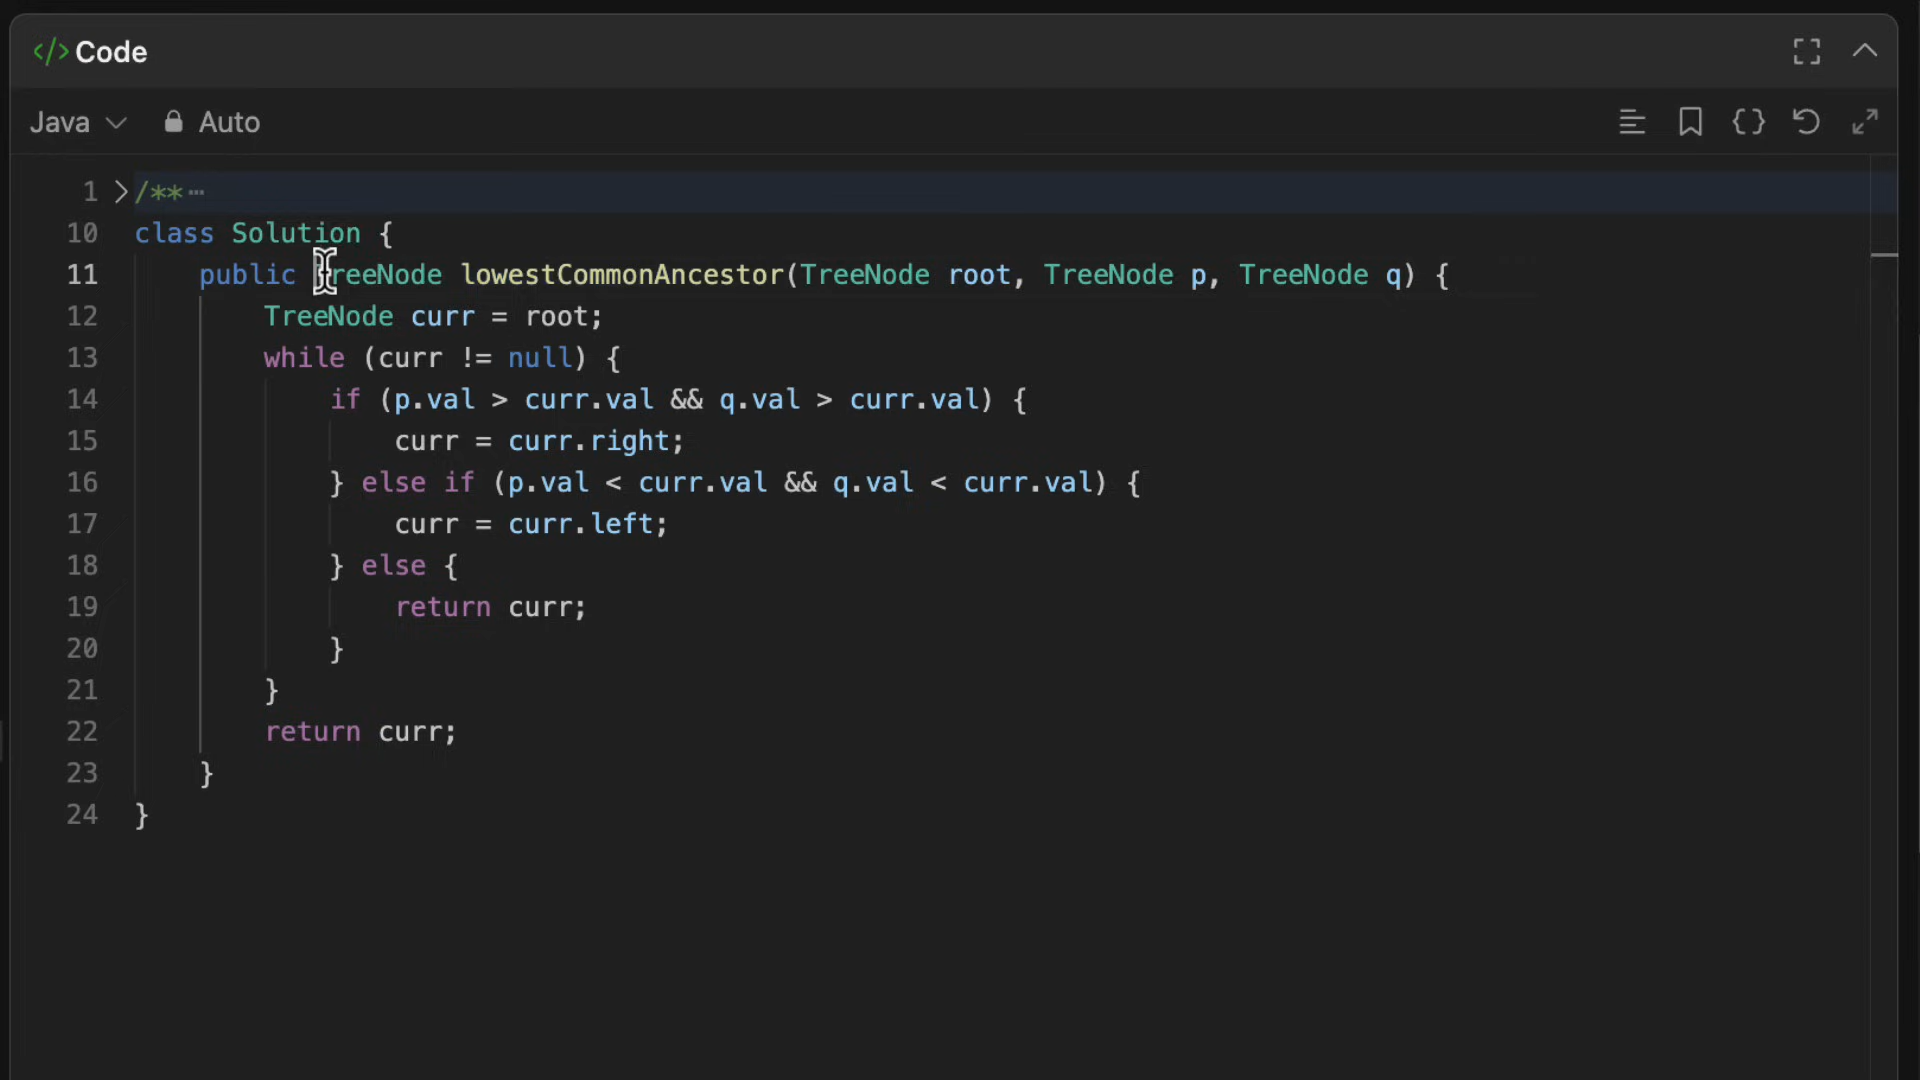 </> Code
Java Auto
1 /**
10 class Solution {
11 public TreeNode lowestCommonAncestor(TreeNode root, TreeNode p, TreeNode q) {
12 TreeNode curr = root;
13 while (curr != null) {
14 if (p.val > curr.val && q.val > curr.val) {
15 curr = curr.right;
16 } else if (p.val < curr.val && q.val < curr.val) {
17 curr = curr.left;
18 } else {
19 return curr;
20 }
21 }
22 return curr;
23 }
24 }